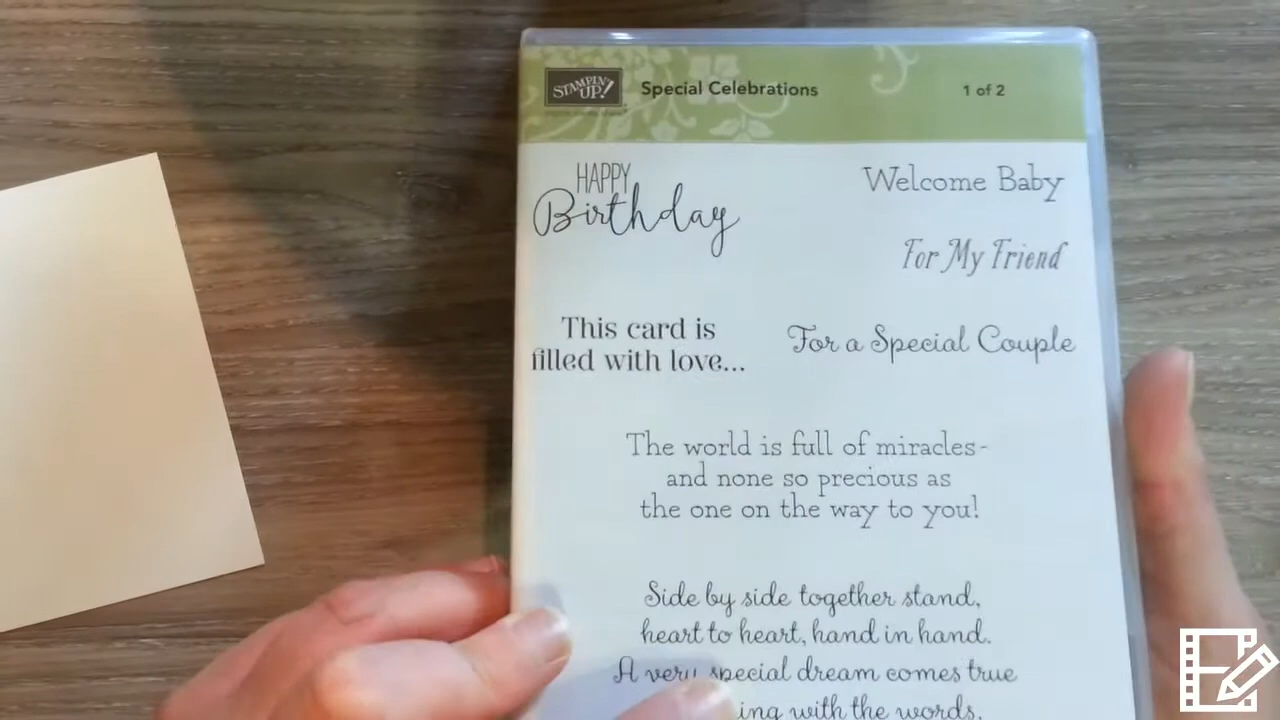 STAMPIN' UP!
Special Celebrations
1 of 2
HAPPY
Birthday
Welcome Baby
For My Friend
This card is
filled with love...
For a Special Couple
The world is full of miracles-
and none so precious as
the one on the way to you!
Side by side together stand,
heart to heart, hand in hand.
A very special dream comes true
with the words,